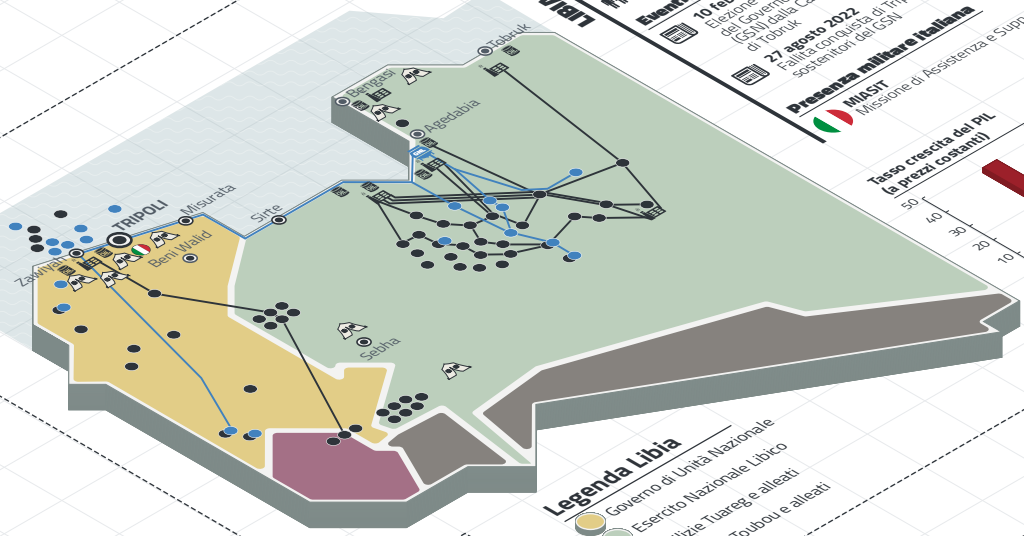 LIBIA
Eventi
10 feb
Elezione
del Governo
(GSN) dalla Ca
di Tobruk
27 agosto 2022
Fallita conquista di Trip
sostenitori del GSN
Presenza militare italiana
MIASIT
Missione di Assistenza e Supp
Tasso crescita del PIL
(a prezzi costanti)
50
40
30
20
10
Tobruk
Bengasi
Agedabia
Sirte
Misurata
TRIPOLI
Zawiyah
Beni Walid
Sebha
Legenda Libia
Governo di Unità Nazionale
Esercito Nazionale Libico
ilizie Tuareg e alleati
Toubou e alleati